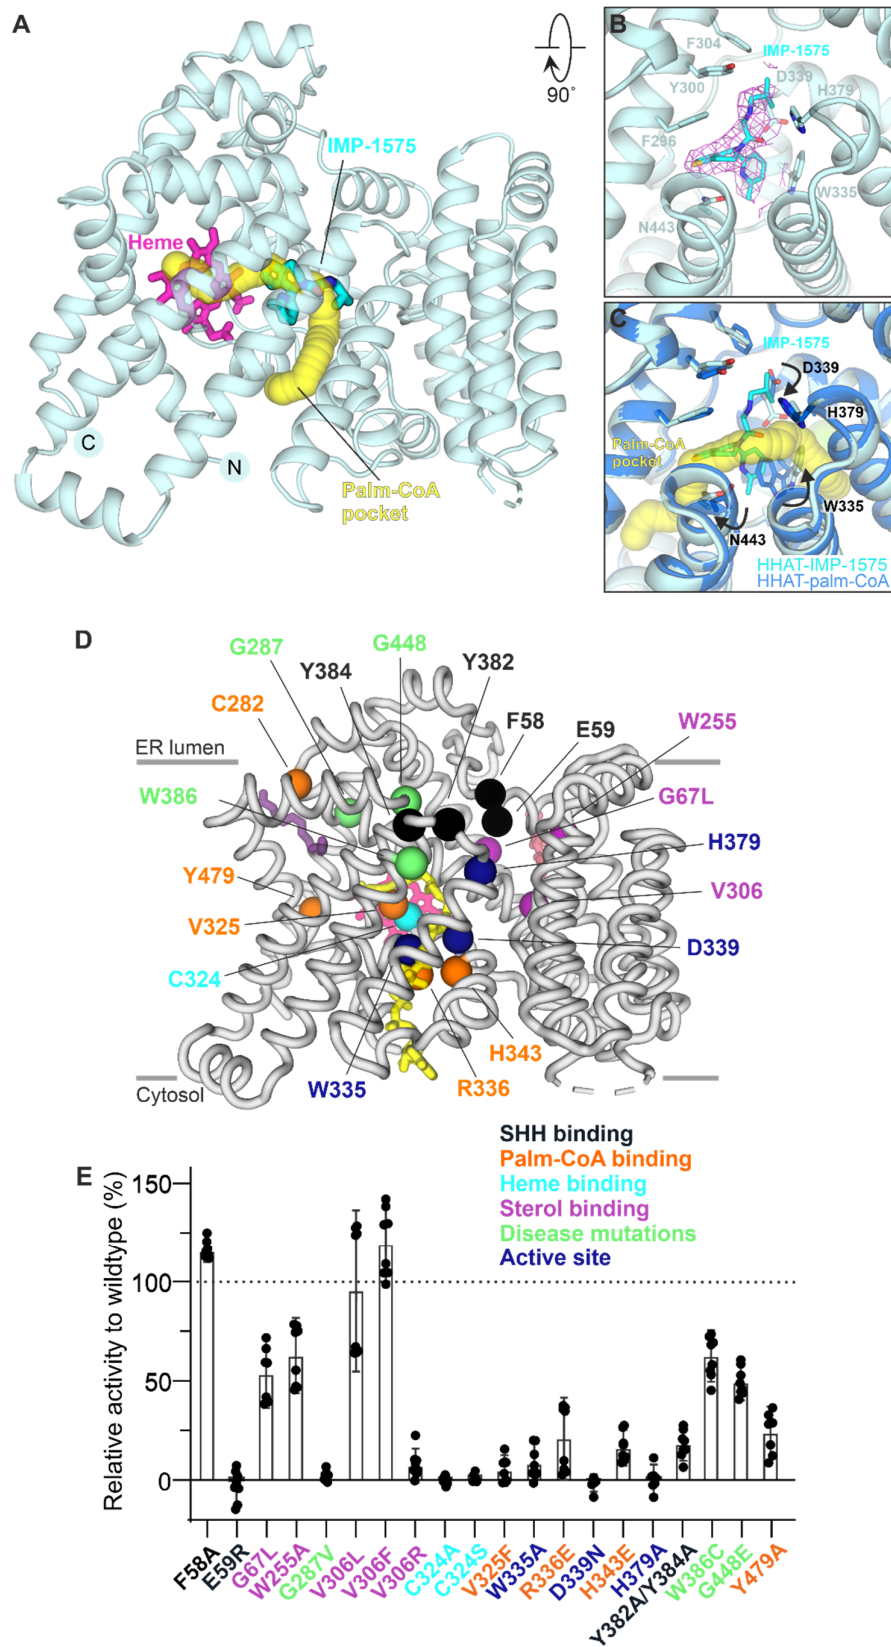 A
IMP-1575
Heme
C
N
Palm-CoA
pocket
90°
B
F304
IMP-1575
D339
Y300
H379
F296
W335
N443
C
IMP-1575
D339
H379
Palm-CoA
pocket
W335
N443
HHAT-IMP-1575
HHAT-palm-CoA
D
G287
G448
Y384
Y382
C282
F58
E59
W255
ER lumen
W386
G67L
H379
Y479
V306
V325
D339
C324
H343
W335
R336
Cytosol
SHH binding
Palm-CoA binding
Heme binding
Sterol binding
Disease mutations
Active site
E
Relative activity to wildtype (%)
150
100
50
0
F58A
E59R
G67L
W255A
G287V
V306L
V306F
V306R
C324A
C324S
V325F
W335A
R336E
D339N
H343E
H379A
Y382A/Y384A
W386C
G448E
Y479A